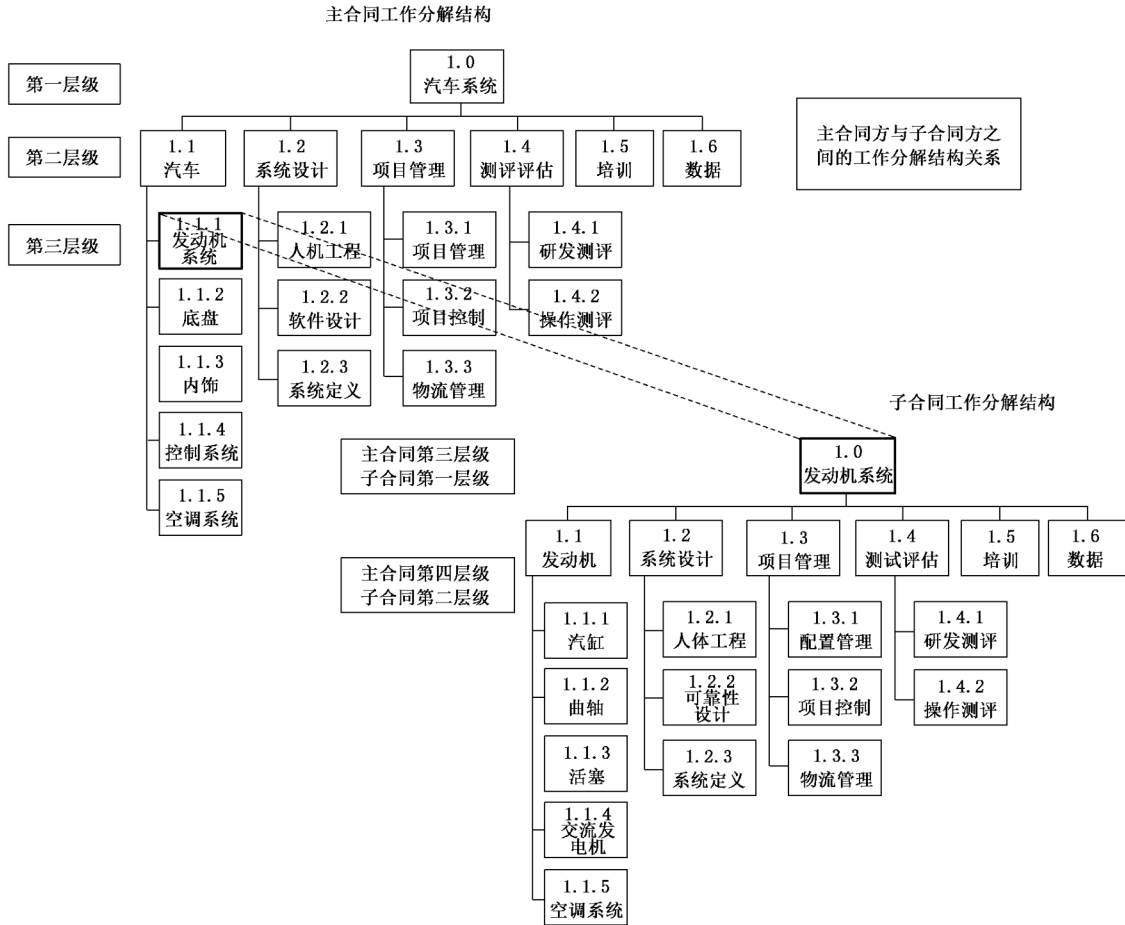 主合同工作分解结构
第一层级
1.0
汽车系统
主合同方与子合同方之
间的工作分解结构关系
第二层级
1.1
汽车
1.2
系统设计
1.3
项目管理
1.4
测评评估
1.5
培训
1.6
数据
第三层级
1.1.1
发动机
系统
1.2.1
人机工程
1.3.1
项目管理
1.4.1
研发测评
1.1.2
底盘
1.2.2
软件设计
1.3.2
项目控制
1.4.2
操作测评
1.1.3
内饰
1.2.3
系统定义
1.3.3
物流管理
1.1.4
控制系统
1.1.5
空调系统
子合同工作分解结构
主合同第三层级
子合同第一层级
1.0
发动机系统
主合同第四层级
子合同第二层级
1.1
发动机
1.2
系统设计
1.3
项目管理
1.4
测试评估
1.5
培训
1.6
数据
1.1.1
汽缸
1.2.1
人体工程
1.3.1
配置管理
1.4.1
研发测评
1.1.2
曲轴
1.2.2
可靠性
设计
1.3.2
项目控制
1.4.2
操作测评
1.1.3
活塞
1.2.3
系统定义
1.3.3
物流管理
1.1.4
交流发
电机
1.1.5
空调系统